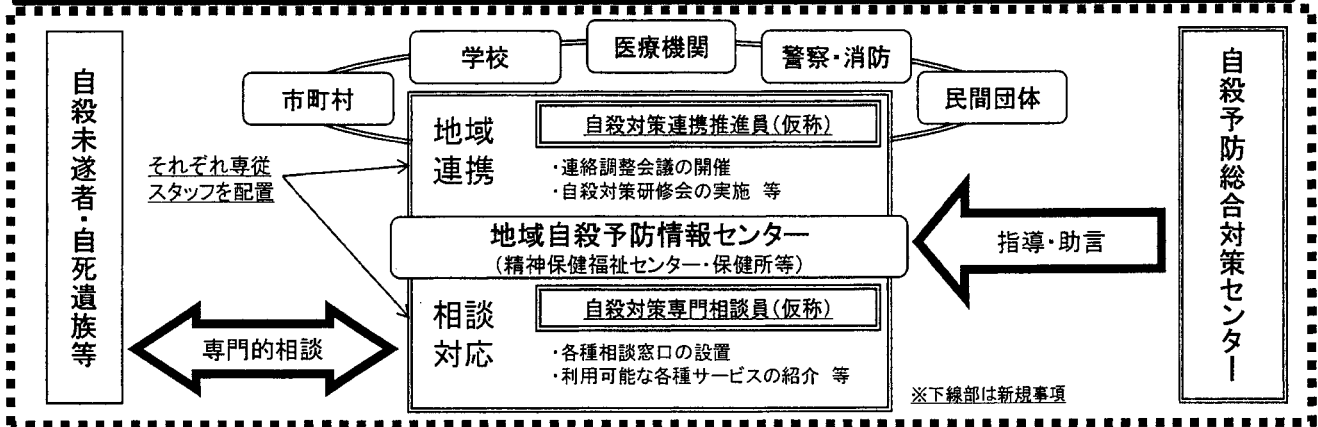 自殺未遂者・自死遺族等
市町村
学校
医療機関
警察・消防
民間団体
それぞれ専従
スタッフを配置
地域
連携
自殺対策連携推進員(仮称)
・連絡調整会議の開催
・自殺対策研修会の実施 等
地域自殺予防情報センター
(精神保健福祉センター・保健所等)
相談
対応
自殺対策専門相談員(仮称)
・各種相談窓口の設置
・利用可能な各種サービスの紹介 等
専門的相談
指導・助言
※下線部は新規事項
自殺予防総合対策センター